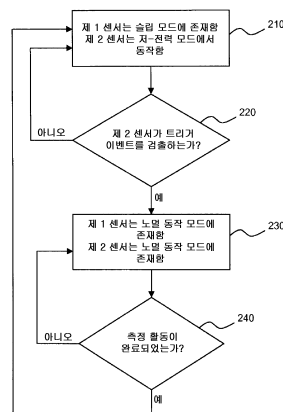 제 1 센서는 슬립 모드에 존재함
제 2 센서는 저-전력 모드에서
동작함
210
제 2 센서가 트리거
이벤트를 검출하는가?
220
아니오
예
제 1 센서는 노멀 동작 모드에
존재함
제 2 센서는 노멀 동작 모드에
존재함
230
측정 활동이
완료되었는가?
240
아니오
예